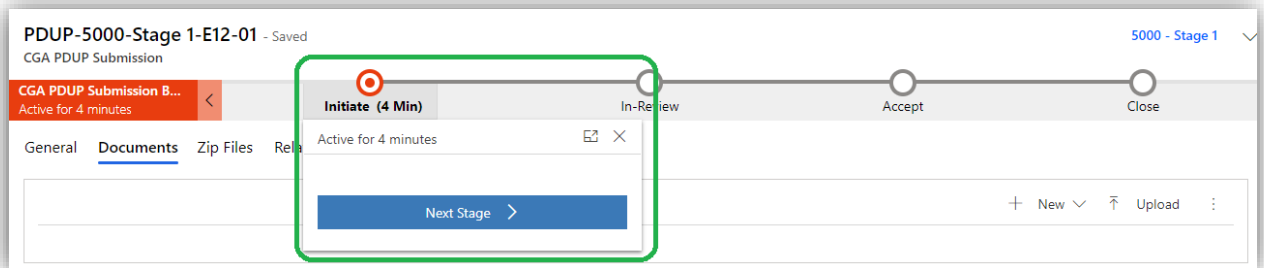 PDUP-5000-Stage 1-E12-01 - Saved
5000 - Stage 1
CGA PDUP Submission
CGA PDUP Submission B...
Active for 4 minutes
Initiate (4 Min)
In-Review
Accept
Close
General Documents Zip Files Rela
Active for 4 minutes
Next Stage
New
Upload